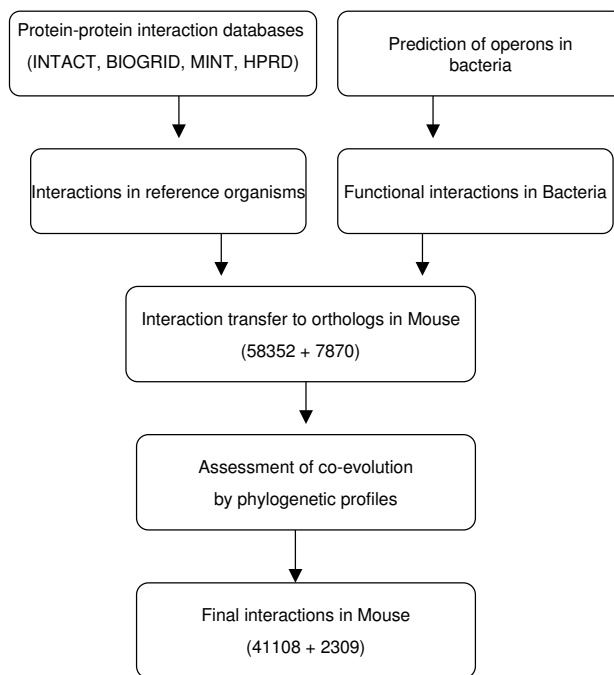 Protein-protein interaction databases
(INTACT, BIOGRID, MINT, HPRD)
Prediction of operons in
bacteria
Interactions in reference organisms
Functional interactions in Bacteria
Interaction transfer to orthologs in Mouse
(58352 + 7870)
Assessment of co-evolution
by phylogenetic profiles
Final interactions in Mouse
(41108 + 2309)